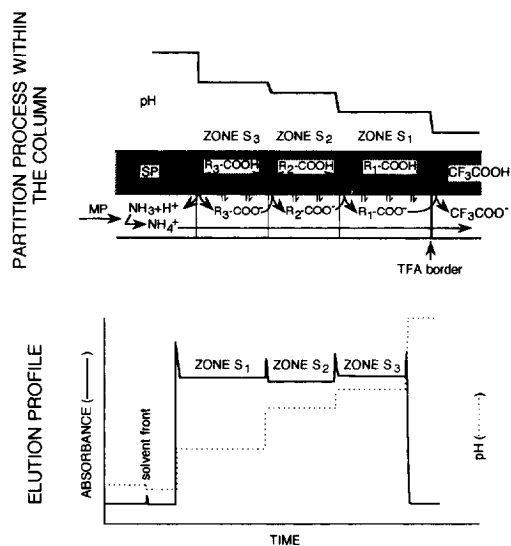 PARTITION PROCESS WITHIN
THE COLUMN
pH
ZONE S3 ZONE S2 ZONE S1
SP R3-COOH R2-COOH R1-COOH CF3COOH
MP NH3+H+ R3-COO- R2-COO- R1-COO- CF3COO-
NH4+
TFA border
ELUTION PROFILE
ABSORBANCE (——)
solvent front
ZONE S1 ZONE S2 ZONE S3
pH (........)
TIME